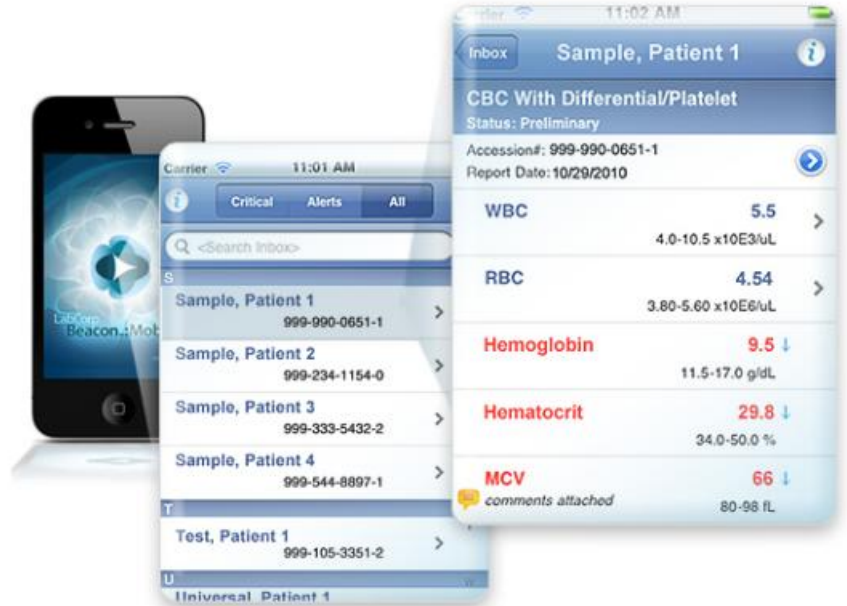 LabCorp
Beacon.:Mob
Carrier 11:01 AM
Critical Alerts All
<Search Inbox>
S
Sample, Patient 1
999-990-0651-1
Sample, Patient 2
999-234-1154-0
Sample, Patient 3
999-333-5432-2
Sample, Patient 4
999-544-8897-1
T
Test, Patient 1
999-105-3351-2
U
Universal, Patient 1
11:02 AM
Inbox Sample, Patient 1
CBC With Differential/Platelet
Status: Preliminary
Accession#: 999-990-0651-1
Report Date: 10/29/2010
WBC 5.5
4.0-10.5 x10E3/uL
RBC 4.54
3.80-5.60 x10E6/uL
Hemoglobin 9.5 ↓
11.5-17.0 g/dL
Hematocrit 29.8 ↓
34.0-50.0 %
MCV 66 ↓
comments attached 80-98 fL